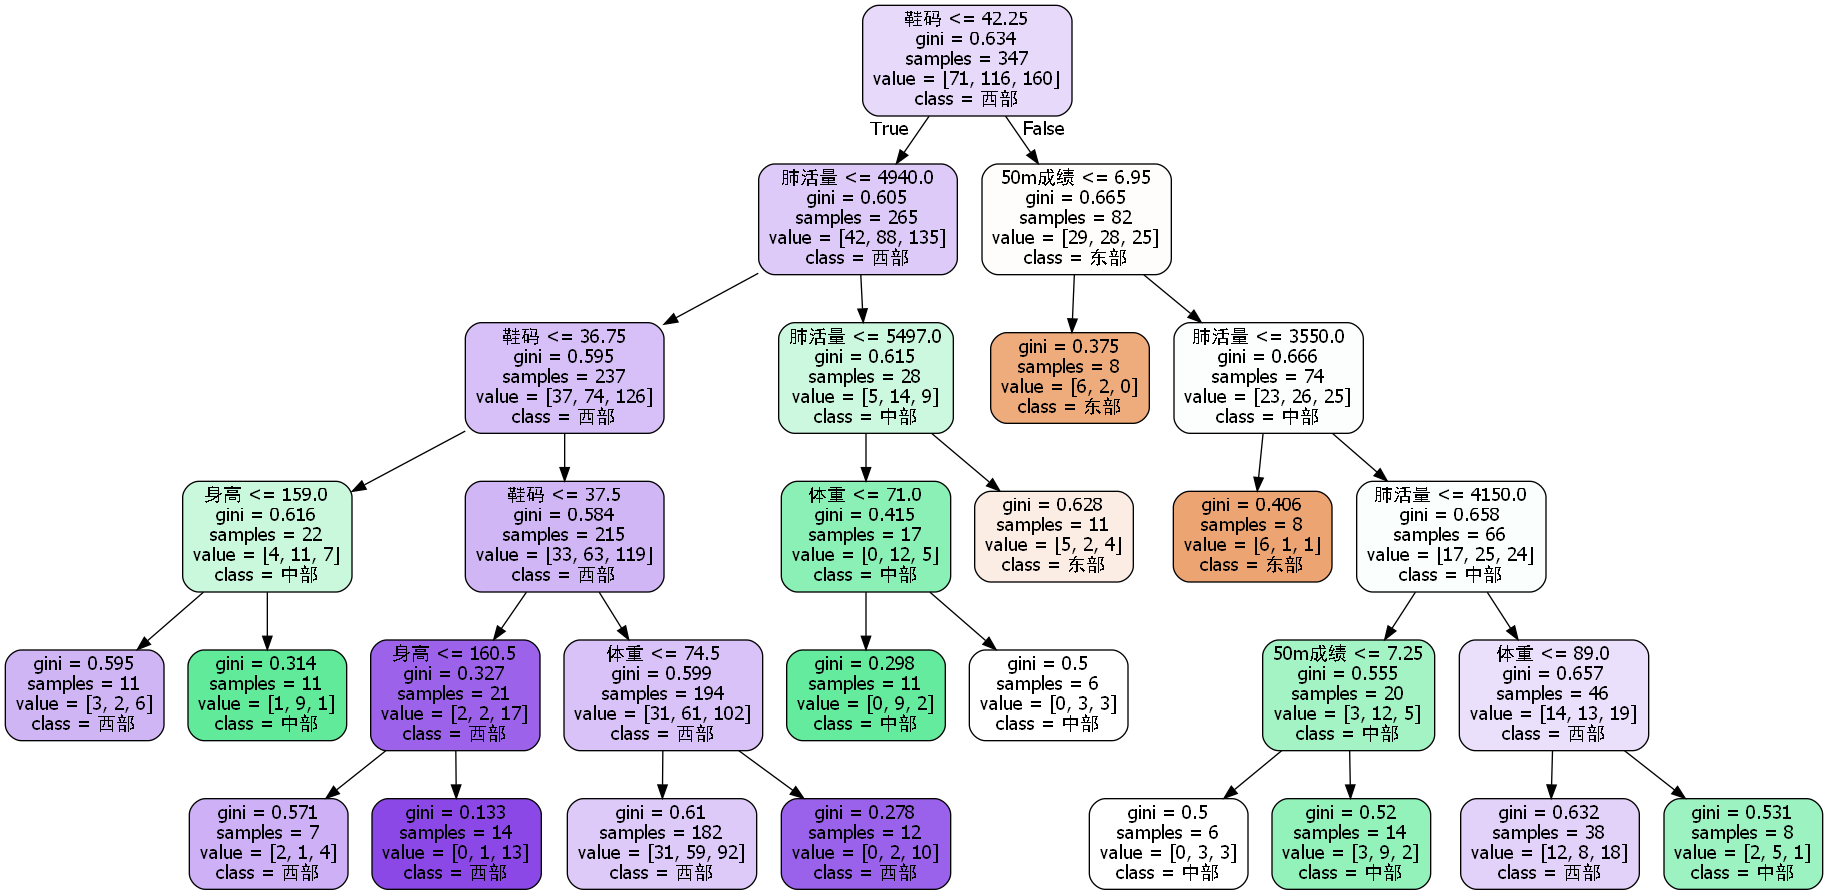 鞋码 <= 42.25
gini = 0.634
samples = 347
value = [71, 116, 160]
class = 西部
True
False
肺活量 <= 4940.0
gini = 0.605
samples = 265
value = [42, 88, 135]
class = 西部
50m成绩 <= 6.95
gini = 0.665
samples = 82
value = [29, 28, 25]
class = 东部
鞋码 <= 36.75
gini = 0.595
samples = 237
value = [37, 74, 126]
class = 西部
肺活量 <= 5497.0
gini = 0.615
samples = 28
value = [5, 14, 9]
class = 中部
gini = 0.375
samples = 8
value = [6, 2, 0]
class = 东部
肺活量 <= 3550.0
gini = 0.666
samples = 74
value = [23, 26, 25]
class = 中部
身高 <= 159.0
gini = 0.616
samples = 22
value = [4, 11, 7]
class = 中部
鞋码 <= 37.5
gini = 0.584
samples = 215
value = [33, 63, 119]
class = 西部
体重 <= 71.0
gini = 0.415
samples = 17
value = [0, 12, 5]
class = 中部
gini = 0.628
samples = 11
value = [5, 2, 4]
class = 东部
gini = 0.406
samples = 8
value = [6, 1, 1]
class = 东部
肺活量 <= 4150.0
gini = 0.658
samples = 66
value = [17, 25, 24]
class = 中部
gini = 0.595
samples = 11
value = [3, 2, 6]
class = 西部
gini = 0.314
samples = 11
value = [1, 9, 1]
class = 中部
身高 <= 160.5
gini = 0.327
samples = 21
value = [2, 2, 17]
class = 西部
体重 <= 74.5
gini = 0.599
samples = 194
value = [31, 61, 102]
class = 西部
gini = 0.298
samples = 11
value = [0, 9, 2]
class = 中部
gini = 0.5
samples = 6
value = [0, 3, 3]
class = 中部
50m成绩 <= 7.25
gini = 0.555
samples = 20
value = [3, 12, 5]
class = 中部
体重 <= 89.0
gini = 0.657
samples = 46
value = [14, 13, 19]
class = 西部
gini = 0.571
samples = 7
value = [2, 1, 4]
class = 西部
gini = 0.133
samples = 14
value = [0, 1, 13]
class = 西部
gini = 0.61
samples = 182
value = [31, 59, 92]
class = 西部
gini = 0.278
samples = 12
value = [0, 2, 10]
class = 西部
gini = 0.5
samples = 6
value = [0, 3, 3]
class = 中部
gini = 0.52
samples = 14
value = [3, 9, 2]
class = 中部
gini = 0.632
samples = 38
value = [12, 8, 18]
class = 西部
gini = 0.531
samples = 8
value = [2, 5, 1]
class = 中部